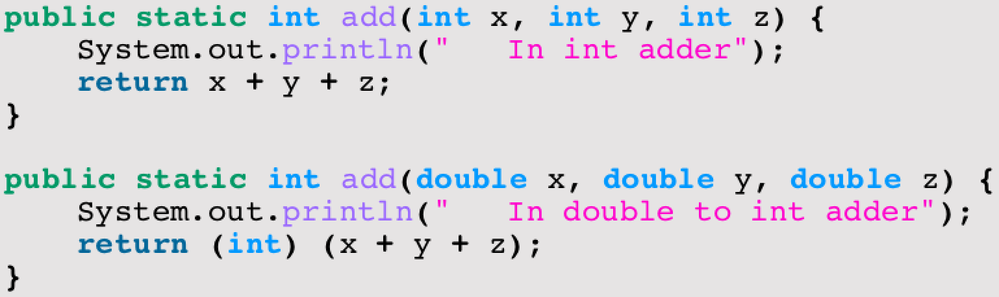 public static int add(int x, int y, int z) {
    System.out.println("   In int adder");
    return x + y + z;
}

public static int add(double x, double y, double z) {
    System.out.println("   In double to int adder");
    return (int) (x + y + z);
}